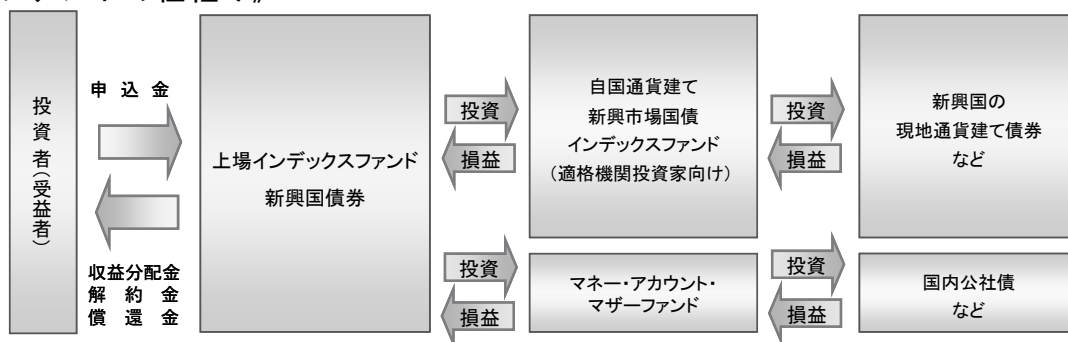 投資者(受益者)
申込金
収益分配金
解約金
償還金
上場インデックスファンド
新興国債券
投資
損益
自国通貨建て
新興市場国債
インデックスファンド
(適格機関投資家向け)
投資
損益
新興国の
現地通貨建て債券
など
投資
損益
マネー・アカウント・
マザーファンド
投資
損益
国内公社債
など